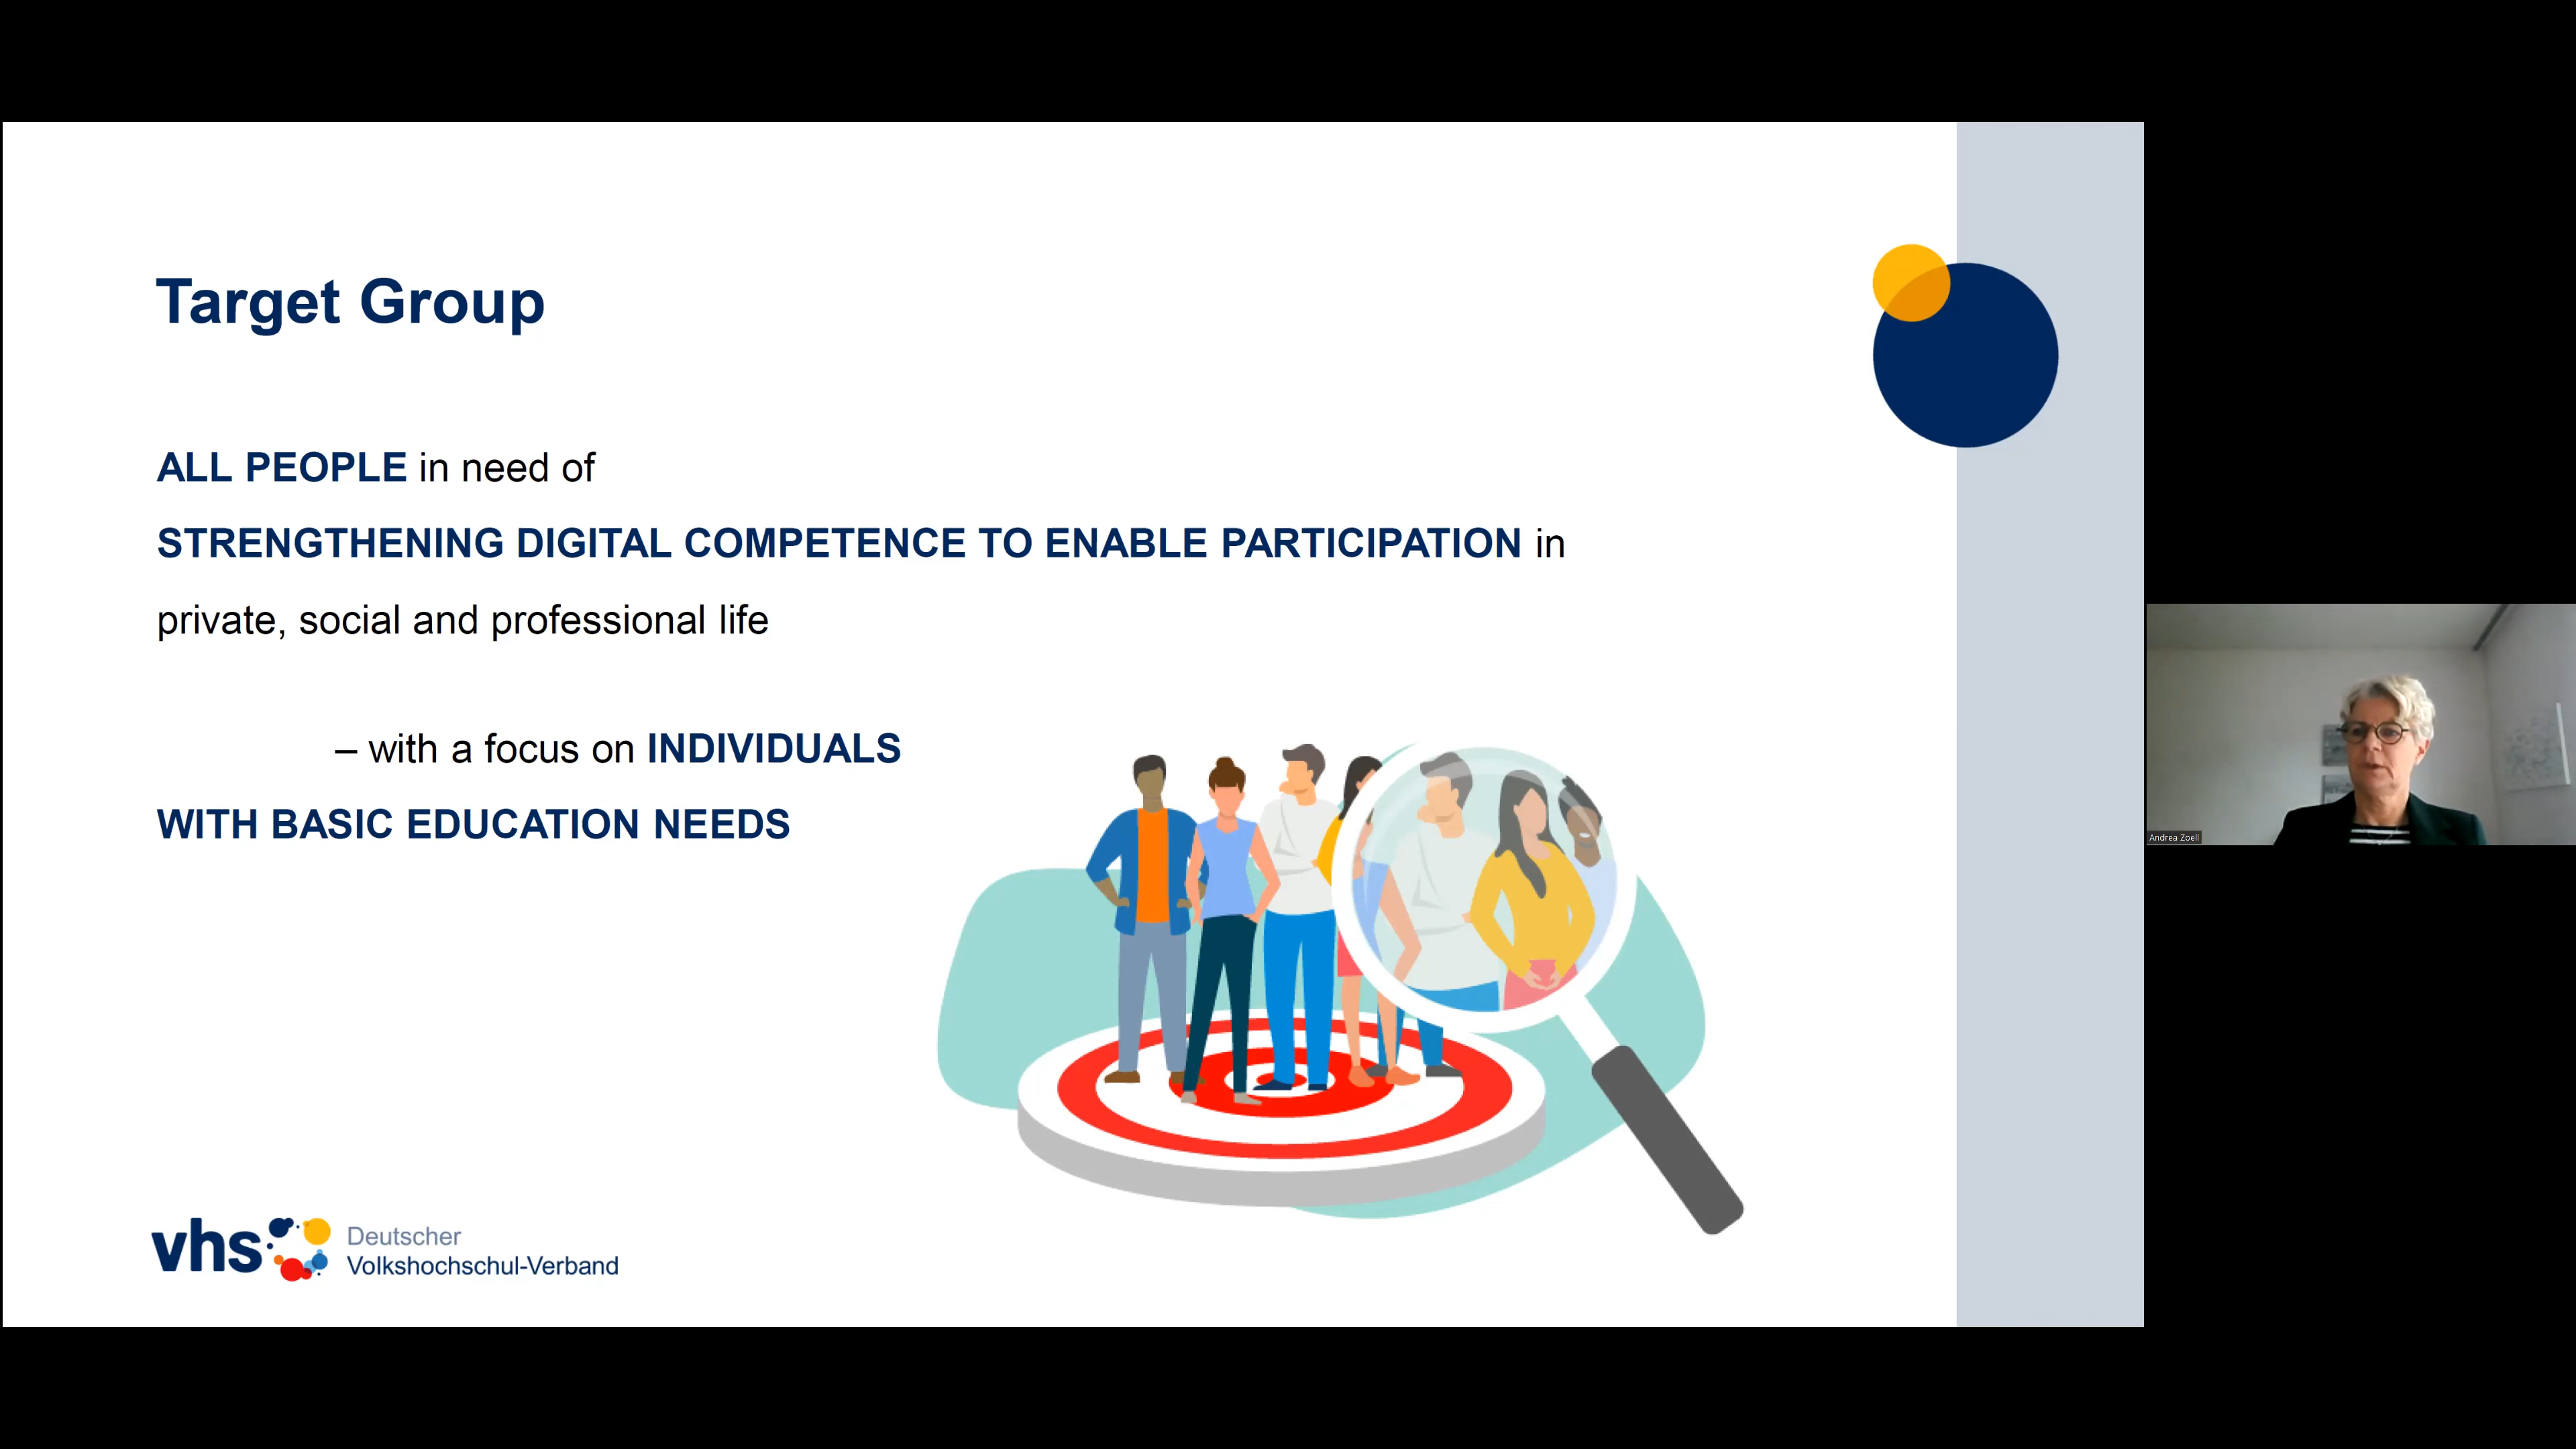 Target Group
ALL PEOPLE in need of
STRENGTHENING DIGITAL COMPETENCE TO ENABLE PARTICIPATION in
private, social and professional life
– with a focus on INDIVIDUALS
WITH BASIC EDUCATION NEEDS
vhs Deutscher
Volkshochschul-Verband
Andrea Zoell